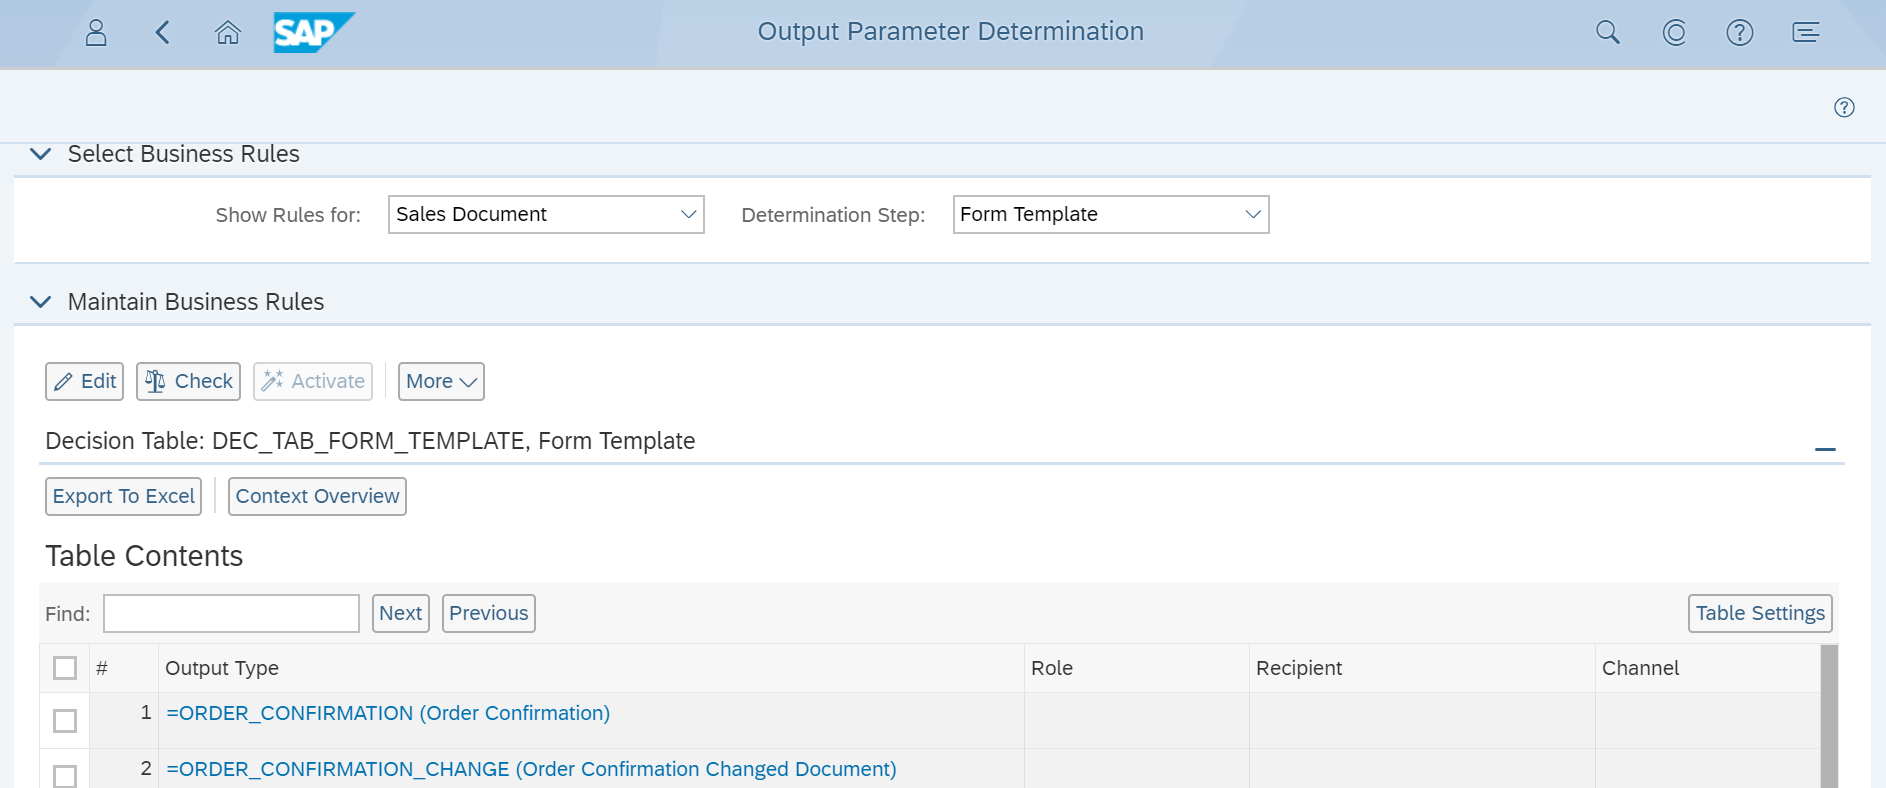 SAP Output Parameter Determination
Select Business Rules
Show Rules for: Sales Document Determination Step: Form Template
Maintain Business Rules
Edit Check Activate More
Decision Table: DEC_TAB_FORM_TEMPLATE, Form Template
Export To Excel Context Overview
Table Contents
Find: Next Previous Table Settings
# Output Type Role Recipient Channel
1 =ORDER_CONFIRMATION (Order Confirmation)
2 =ORDER_CONFIRMATION_CHANGE (Order Confirmation Changed Document)